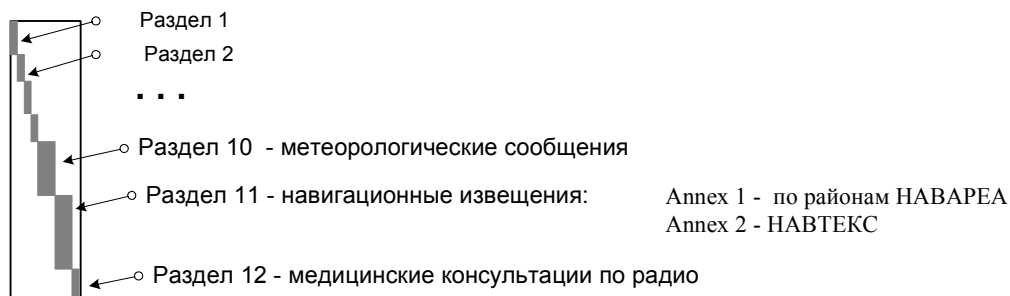 Раздел 1
Раздел 2
. . .
Раздел 10 - метеорологические сообщения
Раздел 11 - навигационные извещения: Annex 1 - по районам НАВАРЕА
Annex 2 - НАВТЕКС
Раздел 12 - медицинские консультации по радио